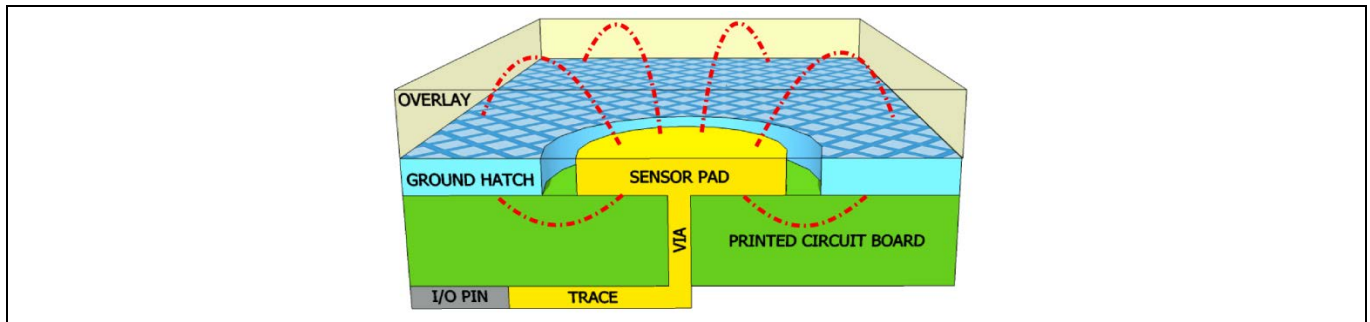 OVERLAY
GROUND HATCH
SENSOR PAD
VIA
PRINTED CIRCUIT BOARD
I/O PIN
TRACE